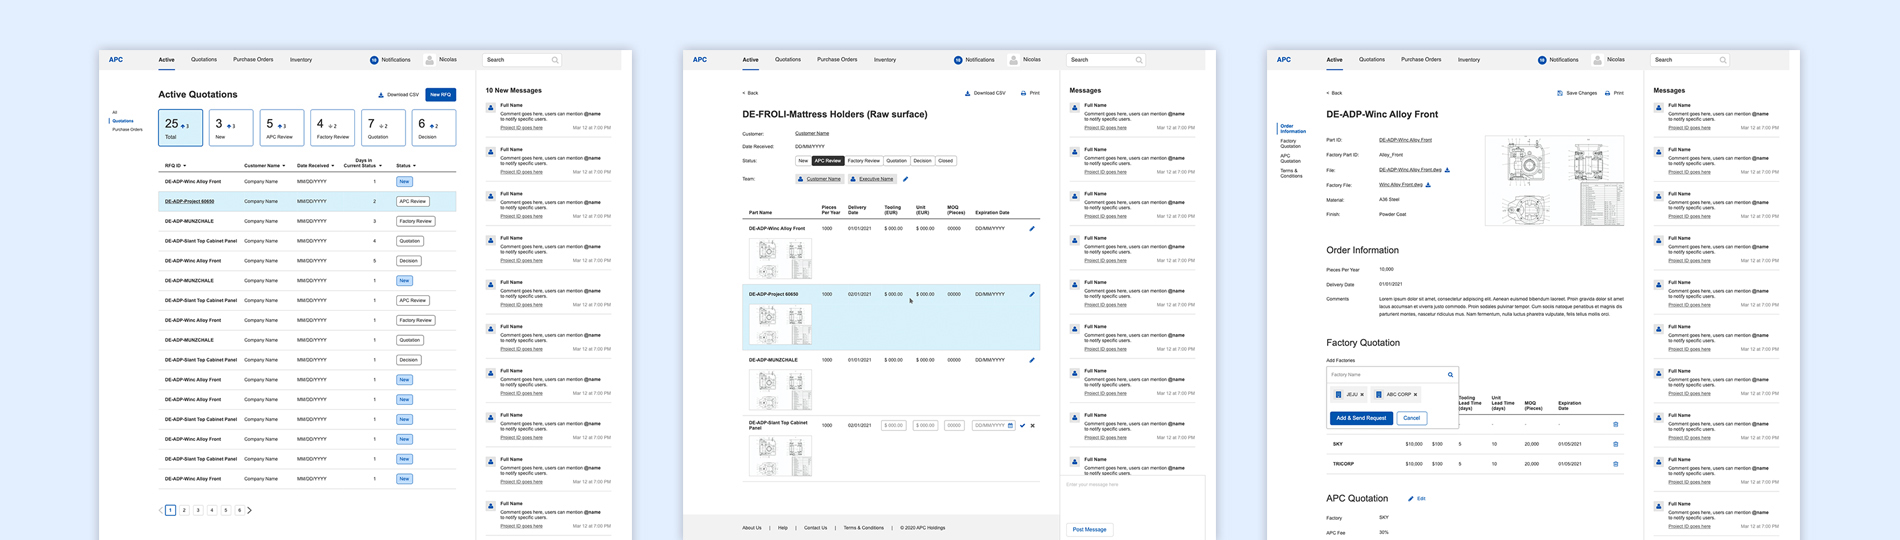 APC
Active
Quotations
Purchase Orders
Inventory
10
Notifications
Nicolas
Search
All
Quotations
Purchase Orders
Active Quotations
Download CSV
New RFQ
25 3
Total
3 3
New
5 3
APC Review
4 2
Factory Review
7 2
Quotation
6 2
Decision
RFQ ID Customer Name Date Received Days in Current Status Status
DE-ADP-Winc Alloy Front Company Name MM/DD/YYYY 1 New
DE-ADP-Project 60650 Company Name MM/DD/YYYY 2 APC Review
DE-ADP-MUNZCHALE Company Name MM/DD/YYYY 3 Factory Review
DE-ADP-Slant Top Cabinet Panel Company Name MM/DD/YYYY 4 Quotation
DE-ADP-Winc Alloy Front Company Name MM/DD/YYYY 5 Decision
DE-ADP-MUNZCHALE Company Name MM/DD/YYYY 1 New
DE-ADP-Slant Top Cabinet Panel Company Name MM/DD/YYYY 1 APC Review
DE-ADP-Winc Alloy Front Company Name MM/DD/YYYY 1 Factory Review
DE-ADP-MUNZCHALE Company Name MM/DD/YYYY 1 Quotation
DE-ADP-Slant Top Cabinet Panel Company Name MM/DD/YYYY 1 Decision
DE-ADP-Winc Alloy Front Company Name MM/DD/YYYY 1 New
DE-ADP-Winc Alloy Front Company Name MM/DD/YYYY 1 New
DE-ADP-Slant Top Cabinet Panel Company Name MM/DD/YYYY 1 New
DE-ADP-Winc Alloy Front Company Name MM/DD/YYYY 1 New
DE-ADP-Slant Top Cabinet Panel Company Name MM/DD/YYYY 1 New
DE-ADP-Winc Alloy Front Company Name MM/DD/YYYY 1 New
1 2 3 4 5 6
10 New Messages
Full Name
Comment goes here, users can mention @name
to notify specific users.
Project ID goes here Mar 12 at 7:00 PM
Full Name
Comment goes here, users can mention @name
to notify specific users.
Project ID goes here Mar 12 at 7:00 PM
Full Name
Comment goes here, users can mention @name
to notify specific users.
Project ID goes here Mar 12 at 7:00 PM
Full Name
Comment goes here, users can mention @name
to notify specific users.
Project ID goes here Mar 12 at 7:00 PM
Full Name
Comment goes here, users can mention @name
to notify specific users.
Project ID goes here Mar 12 at 7:00 PM
Full Name
Comment goes here, users can mention @name
to notify specific users.
Project ID goes here Mar 12 at 7:00 PM
Full Name
Comment goes here, users can mention @name
to notify specific users.
Project ID goes here Mar 12 at 7:00 PM
Full Name
Comment goes here, users can mention @name
to notify specific users.
Project ID goes here Mar 12 at 7:00 PM
Full Name
Comment goes here, users can mention @name
to notify specific users.
Project ID goes here Mar 12 at 7:00 PM
Full Name
Comment goes here, users can mention @name
to notify specific users.
Project ID goes here Mar 12 at 7:00 PM
APC
Active
Quotations
Purchase Orders
Inventory
10
Notifications
Nicolas
Search
< Back
Download CSV
Print
DE-FROLI-Mattress Holders (Raw surface)
Customer: Customer Name
Date Received: DD/MM/YYYY
Status: New APC Review Factory Review Quotation Decision Closed
Team: Customer Name Executive Name
Part Name Pieces Per Year Delivery Date Tooling (EUR) Unit (EUR) MOQ (Pieces) Expiration Date
DE-ADP-Winc Alloy Front 1000 01/01/2021 $ 000.00 $ 000.00 00000 DD/MM/YYYY
DE-ADP-Project 60650 1000 02/01/2021 $ 000.00 $ 000.00 00000 DD/MM/YYYY
DE-ADP-MUNZCHALE 1000 01/01/2021 $ 000.00 $ 000.00 00000 DD/MM/YYYY
DE-ADP-Slant Top Cabinet Panel 1000 02/01/2021 $ 000.00 $ 000.00 00000 DD/MM/YYYY
About Us | Help | Contact Us | Terms & Conditions | © 2020 APC Holdings
Messages
Full Name
Comment goes here, users can mention @name
to notify specific users.
Project ID goes here Mar 12 at 7:00 PM
Full Name
Comment goes here, users can mention @name
to notify specific users.
Project ID goes here Mar 12 at 7:00 PM
Full Name
Comment goes here, users can mention @name
to notify specific users.
Project ID goes here Mar 12 at 7:00 PM
Full Name
Comment goes here, users can mention @name
to notify specific users.
Project ID goes here Mar 12 at 7:00 PM
Full Name
Comment goes here, users can mention @name
to notify specific users.
Project ID goes here Mar 12 at 7:00 PM
Full Name
Comment goes here, users can mention @name
to notify specific users.
Project ID goes here Mar 12 at 7:00 PM
Full Name
Comment goes here, users can mention @name
to notify specific users.
Project ID goes here Mar 12 at 7:00 PM
Full Name
Comment goes here, users can mention @name
to notify specific users.
Project ID goes here Mar 12 at 7:00 PM
Full Name
Comment goes here, users can mention @name
to notify specific users.
Enter your message here
Post Message
APC
Active
Quotations
Purchase Orders
Inventory
10
Notifications
Nicolas
Search
< Back
Save Changes
Print
Order Information
Factory Quotation
APC Quotation
Terms & Conditions
DE-ADP-Winc Alloy Front
Part ID: DE-ADP-Winc Alloy Front
Factory Part ID: Alloy_Front
File: DE-ADP-Winc Alloy Front.dwg
Factory File: Winc Alloy Front.dwg
Material: A36 Steel
Finish: Powder Coat
Order Information
Pieces Per Year 10,000
Delivery Date 01/01/2021
Comments Lorem ipsum dolor sit amet, consectetur adipiscing elit. Aenean euismod bibendum laoreet. Proin gravida dolor sit amet
lacus accumsan et viverra justo commodo. Proin sodales pulvinar tempor. Cum sociis natoque penatibus et magnis dis
parturient montes, nascetur ridiculus mus. Nam fermentum, nulla luctus pharetra vulputate, felis tellus mollis orci.
Factory Quotation
Add Factories
Factory Name
JEJU ×
ABC CORP ×
Add & Send Request
Cancel
Tooling Lead Time (days) Unit Lead Time (days) MOQ (Pieces) Expiration Date
- - - -
SKY $10,000 $100 5 10 20,000 01/05/2021
TRICORP $10,000 $100 5 10 20,000 01/05/2021
APC Quotation Edit
Factory SKY
APC Fee 30%
Messages
Full Name
Comment goes here, users can mention @name
to notify specific users.
Project ID goes here Mar 12 at 7:00 PM
Full Name
Comment goes here, users can mention @name
to notify specific users.
Project ID goes here Mar 12 at 7:00 PM
Full Name
Comment goes here, users can mention @name
to notify specific users.
Project ID goes here Mar 12 at 7:00 PM
Full Name
Comment goes here, users can mention @name
to notify specific users.
Project ID goes here Mar 12 at 7:00 PM
Full Name
Comment goes here, users can mention @name
to notify specific users.
Project ID goes here Mar 12 at 7:00 PM
Full Name
Comment goes here, users can mention @name
to notify specific users.
Project ID goes here Mar 12 at 7:00 PM
Full Name
Comment goes here, users can mention @name
to notify specific users.
Project ID goes here Mar 12 at 7:00 PM
Full Name
Comment goes here, users can mention @name
to notify specific users.
Project ID goes here Mar 12 at 7:00 PM
Full Name
Comment goes here, users can mention @name
to notify specific users.
Project ID goes here Mar 12 at 7:00 PM
Full Name
Comment goes here, users can mention @name
to notify specific users.
Project ID goes here Mar 12 at 7:00 PM